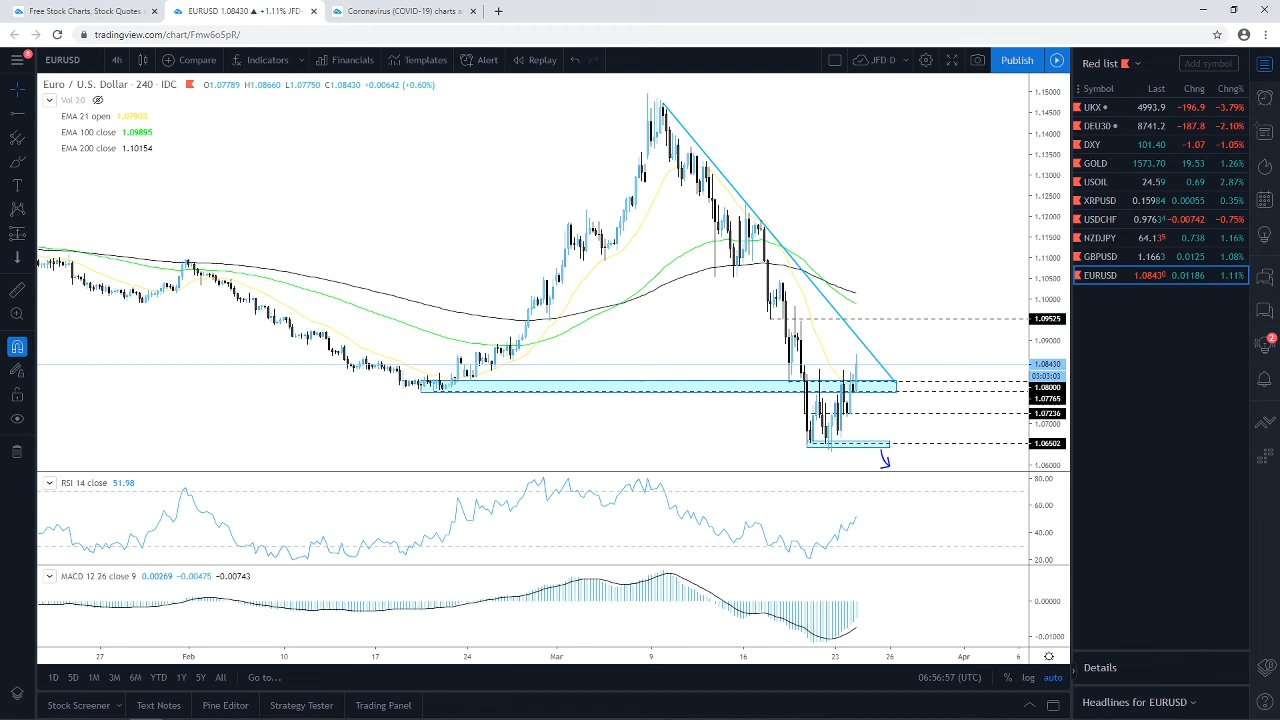 Free Stock Charts, Stock Quotes a
EURUSD 1.08430 ▲ +1.11% JFD-
Coronavirus (COVID-19) charts a
tradingview.com/chart/Fmw6oSpR/
8
EURUSD 4h Compare Indicators Financials Templates Alert Replay JFD-D Publish
Euro / U.S. Dollar · 240 · IDC O1.07789 H1.08660 L1.07750 C1.08430 +0.00642 (+0.60%)
Vol 20
EMA 21 open 1.07903
EMA 100 close 1.09895
EMA 200 close 1.10154
1.15000
1.14500
1.14000
1.13500
1.13000
1.12500
1.12000
1.11500
1.11000
1.10500
1.10000
1.09525
1.09000
1.08430
03:03:03
1.08000
1.07765
1.07236
1.07000
1.06502
1.06000
RSI 14 close 51.98
80.00
60.00
40.00
20.00
MACD 12 26 close 9 0.00269 −0.00475 −0.00743
0.00000
-0.01000
27 Feb 10 17 24 Mar 9 16 23 26 Apr 6
1D 5D 1M 3M 6M YTD 1Y 5Y All Go to... 06:56:57 (UTC) % log auto
Stock Screener Text Notes Pine Editor Strategy Tester Trading Panel
Red list Add symbol
Symbol Last Chng Chng%
UKX 4993.9 −196.9 −3.79%
DEU30 8741.2 −187.8 −2.10%
DXY 101.40 −1.07 −1.05%
GOLD 1573.70 19.53 1.26%
USOIL 24.59 0.69 2.87%
XRPUSD 0.15984 0.00055 0.35%
USDCHF 0.97634 −0.00742 −0.75%
NZDJPY 64.135 0.738 1.16%
GBPUSD 1.1663 0.0125 1.08%
EURUSD 1.08430 0.01186 1.11%
2
Details
Headlines for EURUSD